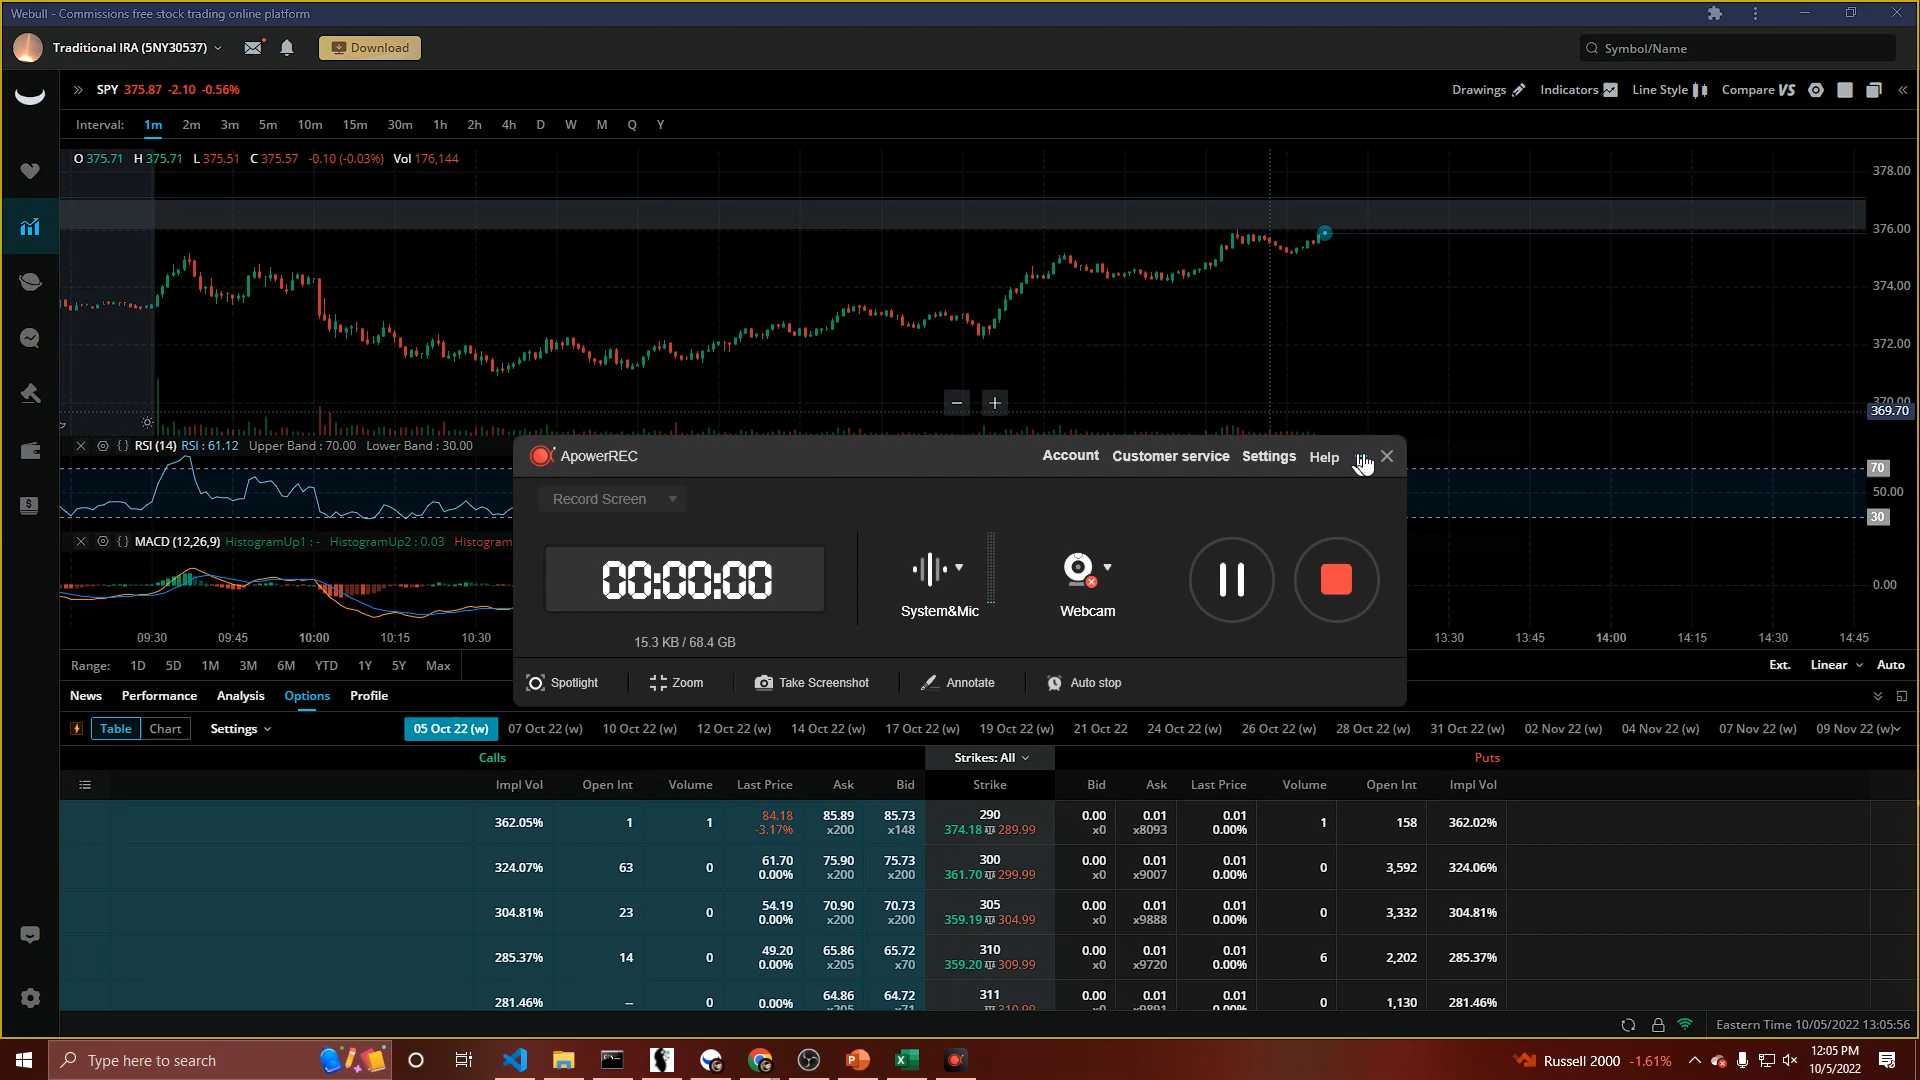 Webull - Commissions free stock trading online platform
Traditional IRA (5NY30537)
Download
Symbol/Name
SPY 375.87 -2.10 -0.56%
Drawings Indicators Line Style Compare VS
Interval: 1m 2m 3m 5m 10m 15m 30m 1h 2h 4h D W M Q Y
O 375.71 H 375.71 L 375.51 C 375.57 -0.10 (-0.03%) Vol 176,144
378.00
376.00
374.00
372.00
370.00
369.70
RSI (14) RSI : 61.12 Upper Band : 70.00 Lower Band : 30.00
70
50.00
30
MACD (12,26,9) HistogramUp1 : - HistogramUp2 : 0.03
0.00
ApowerREC
Account Customer service Settings Help
Record Screen
00:00:00
System&Mic
Webcam
15.3 KB / 68.4 GB
Spotlight Zoom Take Screenshot Annotate Auto stop
09:30 09:45 10:00 10:15 10:30 13:30 13:45 14:00 14:15 14:30 14:45
Range: 1D 5D 1M 3M 6M YTD 1Y 5Y Max
Ext. Linear Auto
News Performance Analysis Options Profile
Table Chart Settings
05 Oct 22 (w) 07 Oct 22 (w) 10 Oct 22 (w) 12 Oct 22 (w) 14 Oct 22 (w) 17 Oct 22 (w) 19 Oct 22 (w) 21 Oct 22 24 Oct 22 (w) 26 Oct 22 (w) 28 Oct 22 (w) 31 Oct 22 (w) 02 Nov 22 (w) 04 Nov 22 (w) 07 Nov 22 (w) 09 Nov 22 (w)
Calls Strikes: All Puts
Impl Vol Open Int Volume Last Price Ask Bid Strike Bid Ask Last Price Volume Open Int Impl Vol
84.18 85.89 85.73 290 0.00 0.01 0.01
362.05% 1 1 1 158 362.02%
-3.17% x200 x148 374.18 289.99 x0 x8093 0.00%
61.70 75.90 75.73 300 0.00 0.01 0.01
324.07% 63 0 0 3,592 324.06%
0.00% x200 x200 361.70 299.99 x0 x9007 0.00%
54.19 70.90 70.73 305 0.00 0.01 0.01
304.81% 23 0 0 3,332 304.81%
0.00% x200 x200 359.19 304.99 x0 x9888 0.00%
49.20 65.86 65.72 310 0.00 0.01 0.01
285.37% 14 0 6 2,202 285.37%
0.00% x205 x70 359.20 309.99 x0 x9720 0.00%
64.86 64.72 311 0.00 0.01 0.01
281.46% -- 0 0.00% 0 1,130 281.46%
Eastern Time 10/05/2022 13:05:56
Type here to search
Russell 2000 -1.61%
12:05 PM
10/5/2022